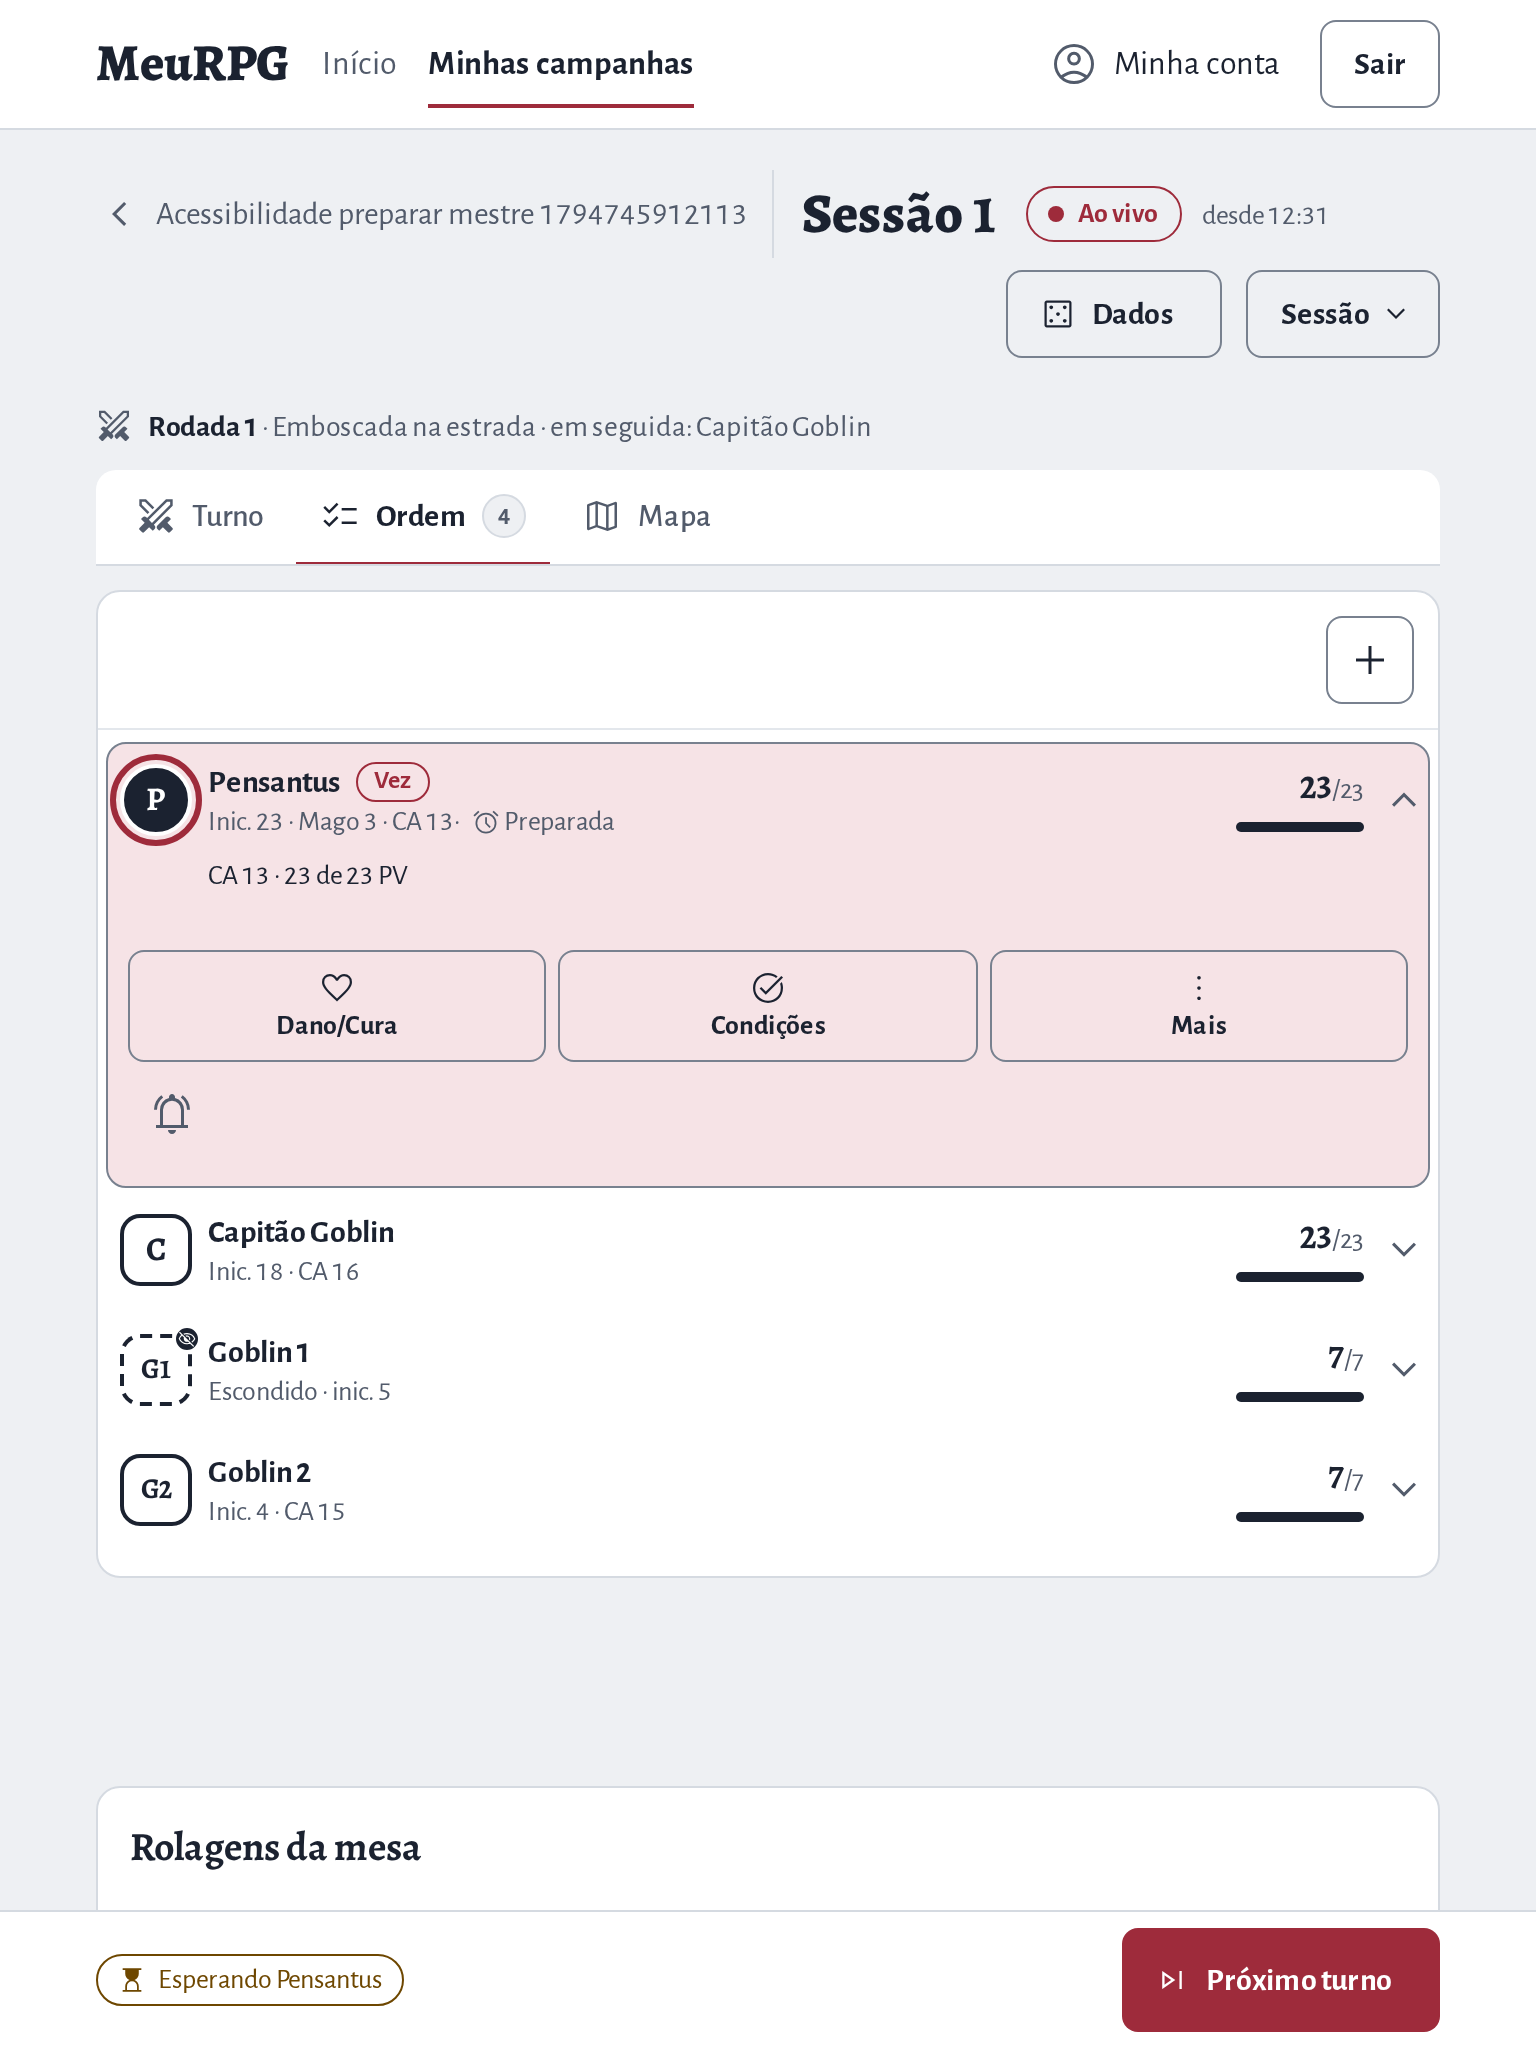 MeuRPG Início Minhas campanhas Minha conta Sair
Acessibilidade preparar mestre 1794745912113 Sessão 1 Ao vivo desde 12:31
Dados Sessão
Rodada 1 · Emboscada na estrada · em seguida: Capitão Goblin
Turno Ordem 4 Mapa
P Pensantus Vez 23/23
Inic. 23 · Mago 3 · CA 13 · Preparada
CA 13 · 23 de 23 PV
Dano/Cura Condições Mais
C Capitão Goblin 23/23
Inic. 18 · CA 16
G1 Goblin 1 7/7
Escondido · inic. 5
G2 Goblin 2 7/7
Inic. 4 · CA 15
Rolagens da mesa
Esperando Pensantus Próximo turno